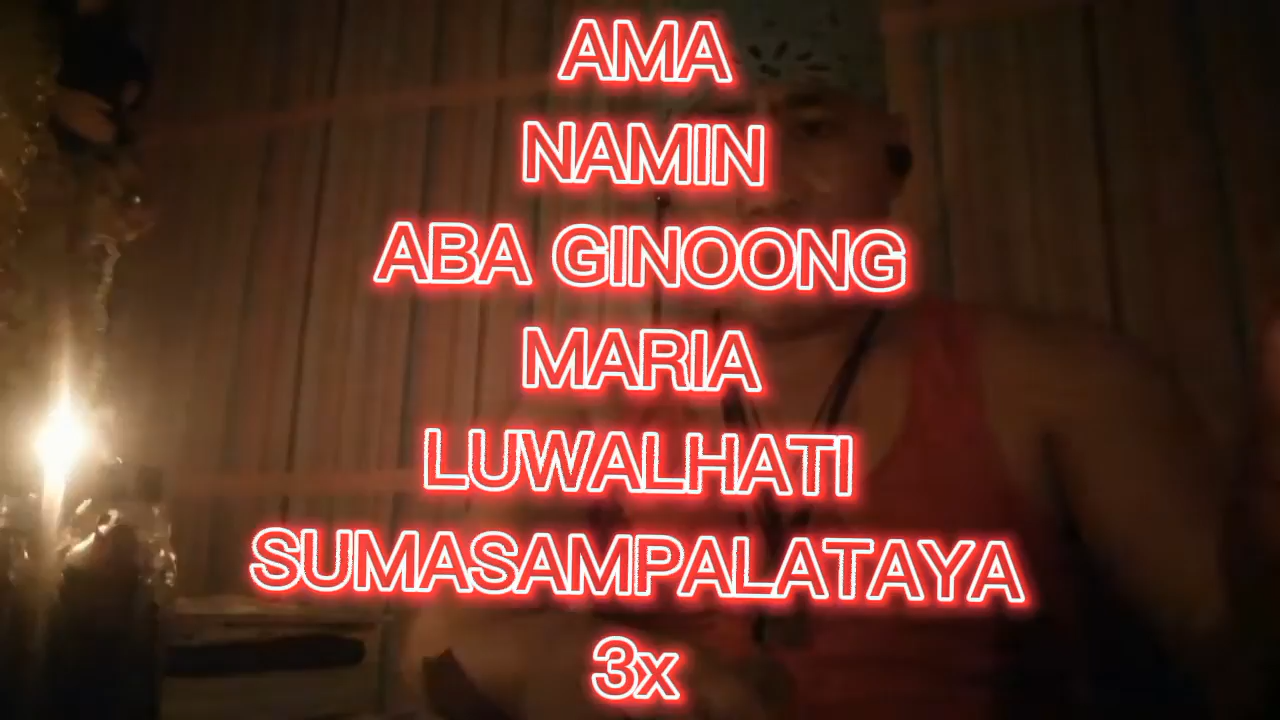 AMA
NAMIN
ABA GINOONG
MARIA
LUWALHATI
SUMASAMPALATAYA
3x